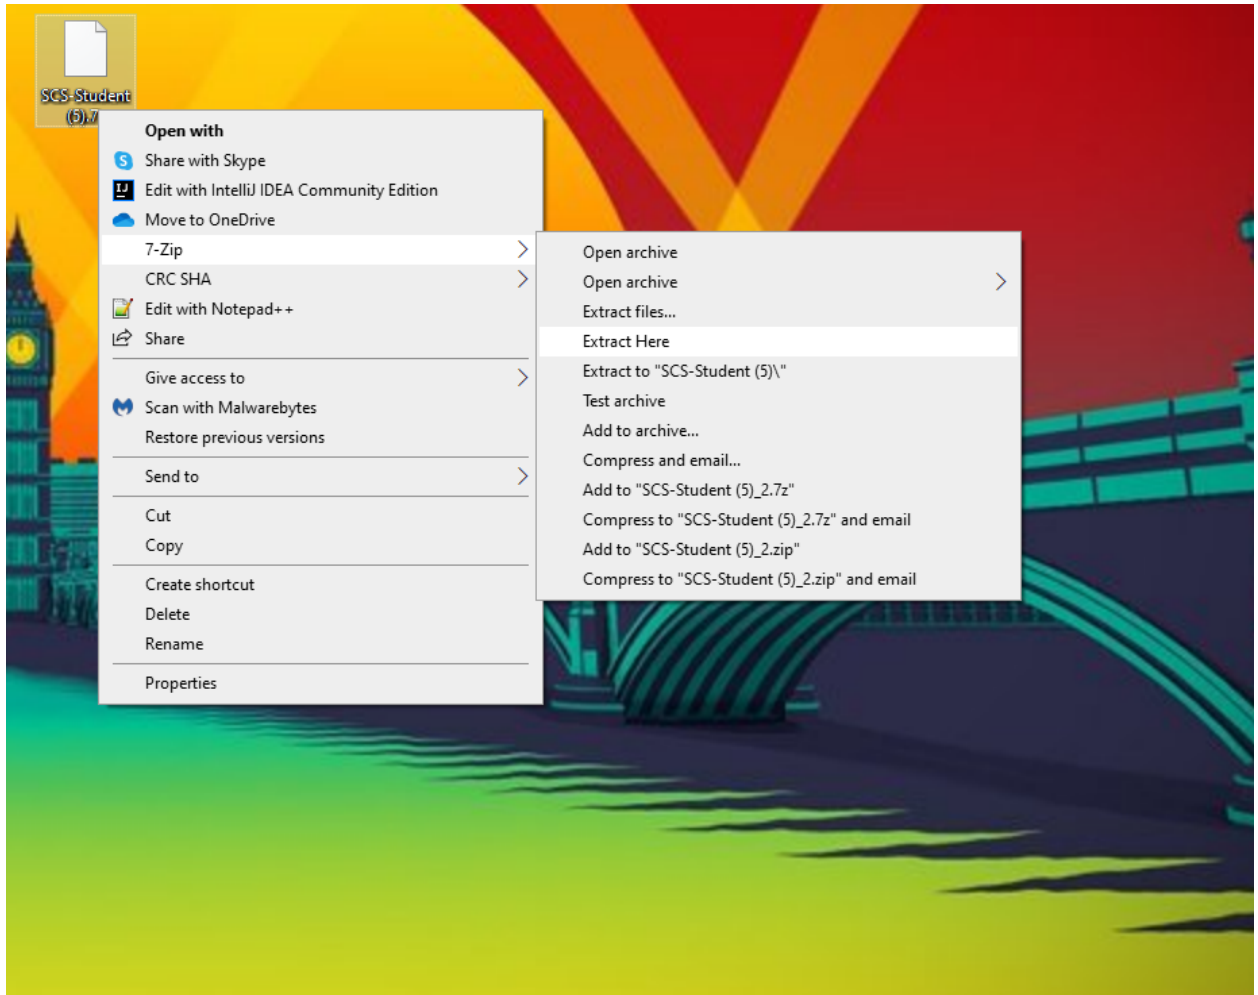 SCS-Student
(5).7
Open with
Share with Skype
Edit with IntelliJ IDEA Community Edition
Move to OneDrive
7-Zip
CRC SHA
Edit with Notepad++
Share
Give access to
Scan with Malwarebytes
Restore previous versions
Send to
Cut
Copy
Create shortcut
Delete
Rename
Properties
Open archive
Open archive
Extract files...
Extract Here
Extract to "SCS-Student (5)\"
Test archive
Add to archive...
Compress and email...
Add to "SCS-Student (5)_2.7z"
Compress to "SCS-Student (5)_2.7z" and email
Add to "SCS-Student (5)_2.zip"
Compress to "SCS-Student (5)_2.zip" and email